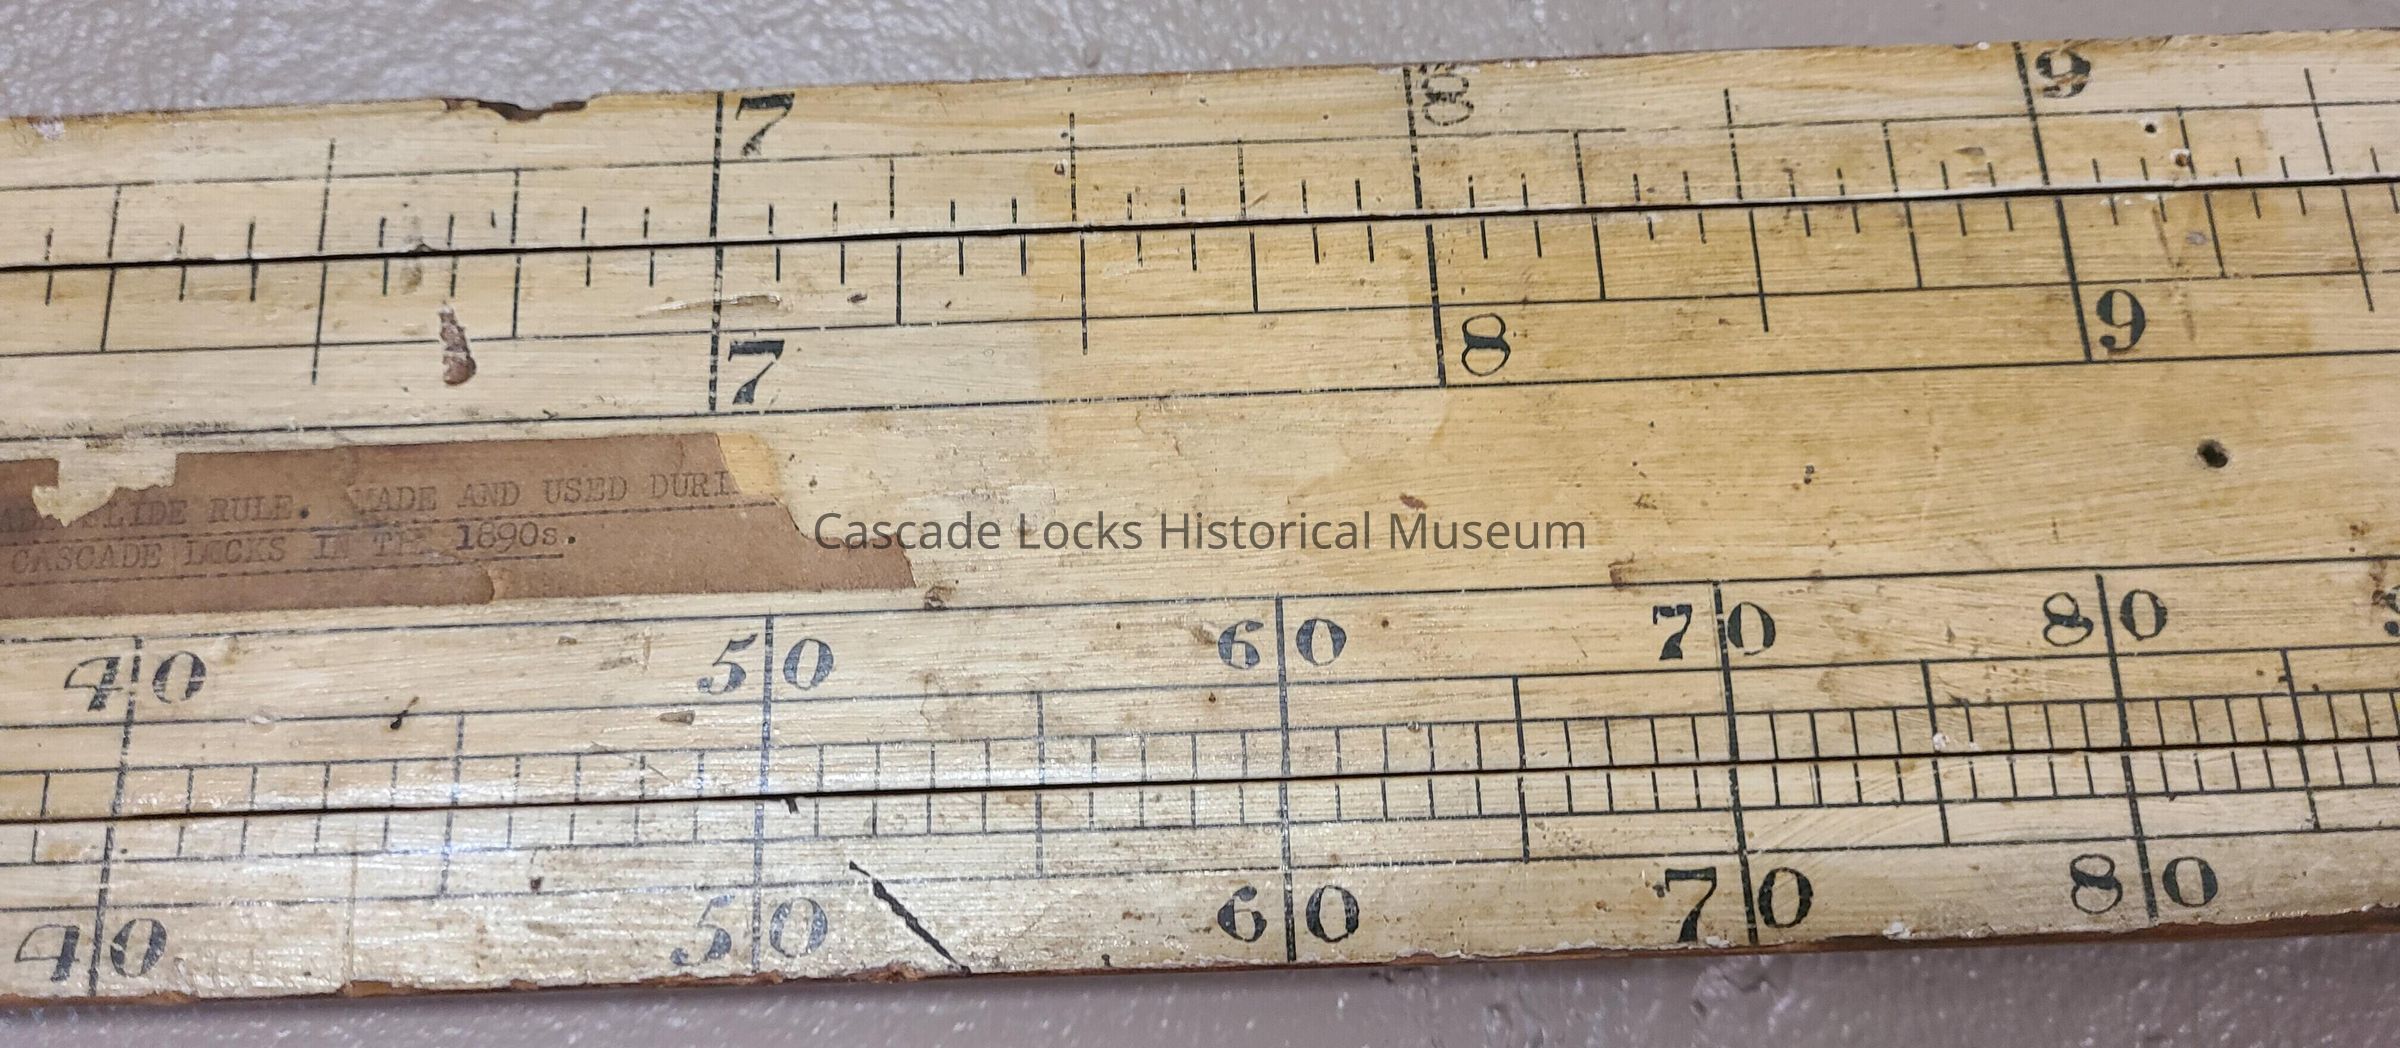 7 8 9
7 8 9
SLIDE RULE. MADE AND USED DURI
CASCADE LOCKS IN THE 1890s.
Cascade Locks Historical Museum
40 50 60 70 80
40 50 60 70 80